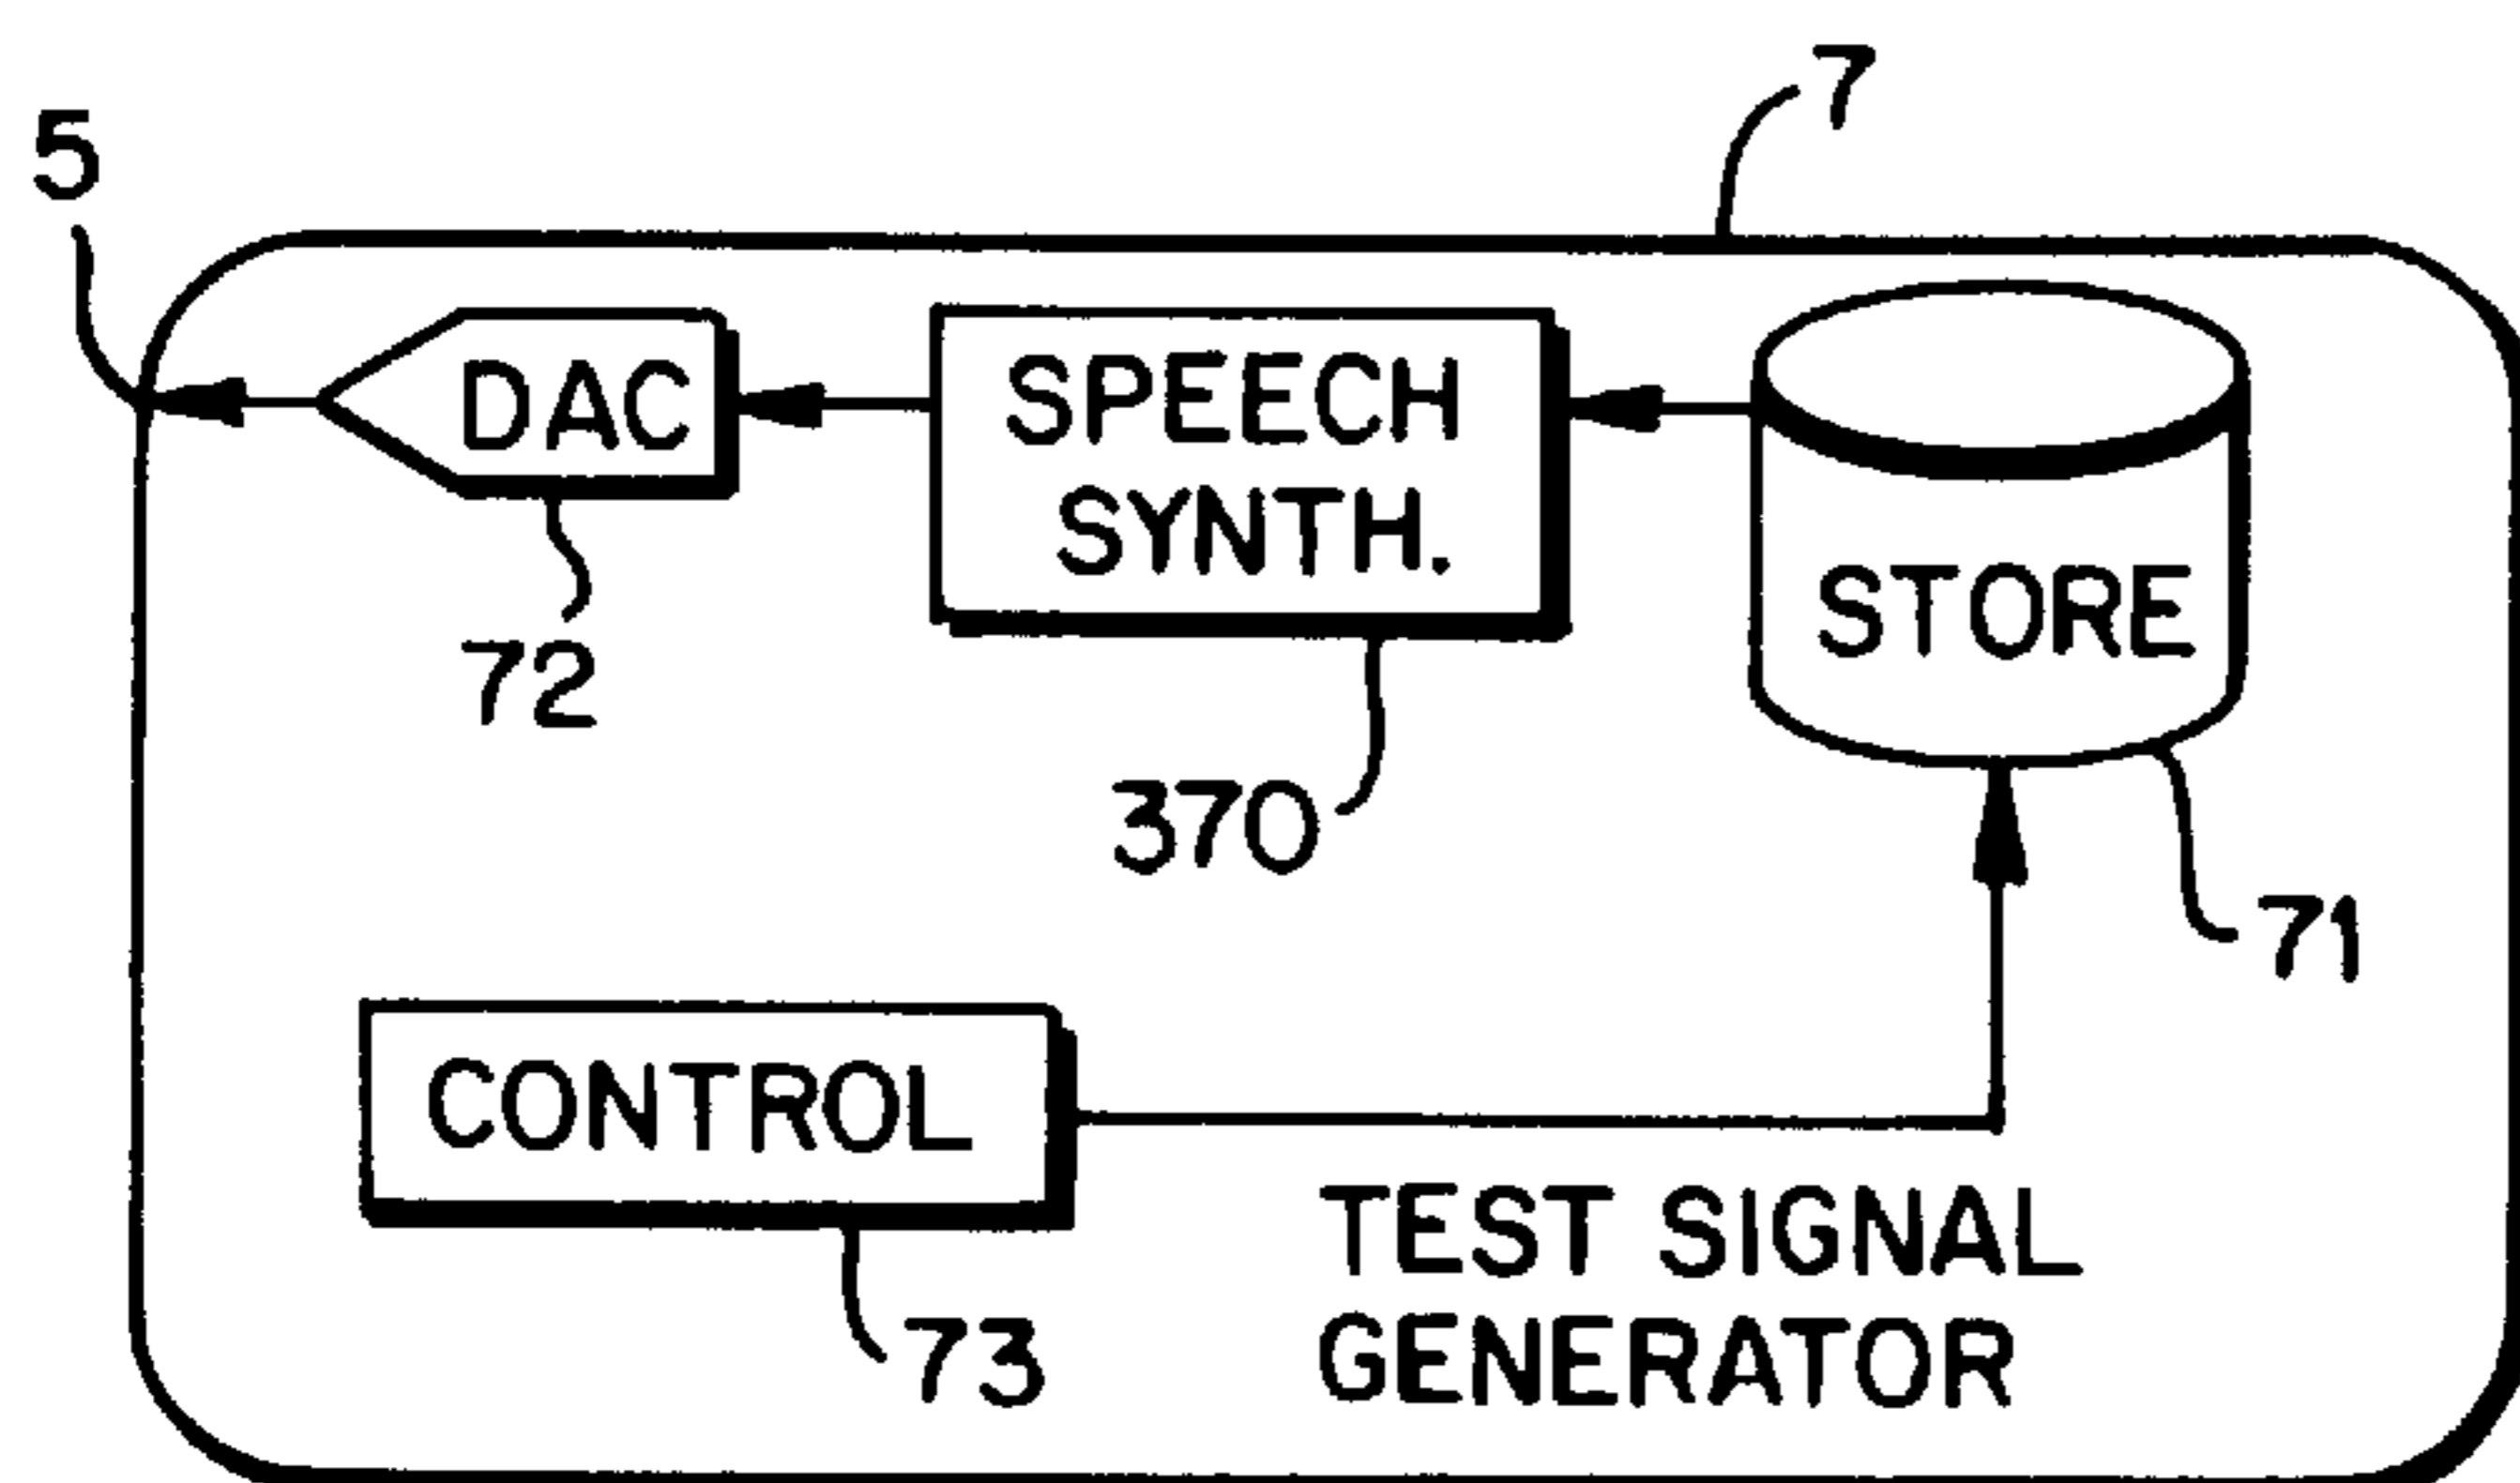 7
5
DAC
SPEECH
SYNTH.
STORE
72
370
71
CONTROL
73
TEST SIGNAL
GENERATOR